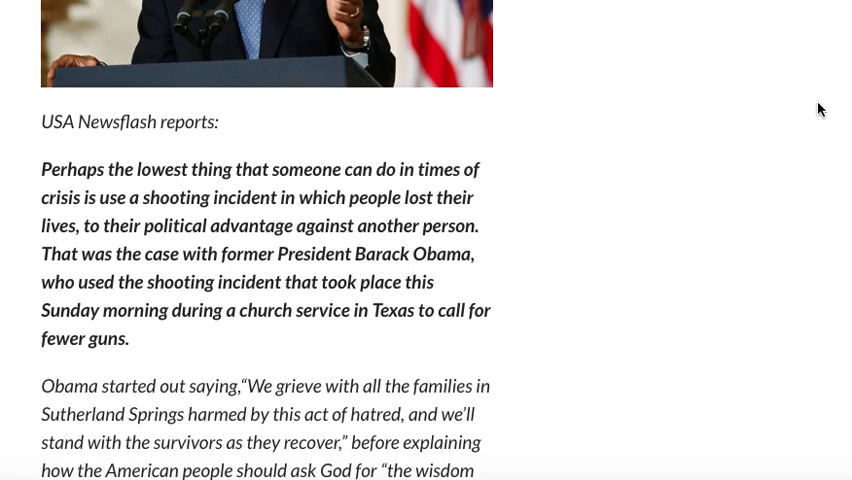 USA Newsflash reports:
Perhaps the lowest thing that someone can do in times of
crisis is use a shooting incident in which people lost their
lives, to their political advantage against another person.
That was the case with former President Barack Obama,
who used the shooting incident that took place this
Sunday morning during a church service in Texas to call for
fewer guns.
Obama started out saying,“We grieve with all the families in
Sutherland Springs harmed by this act of hatred, and we’ll
stand with the survivors as they recover,” before explaining
how the American people should ask God for “the wisdom